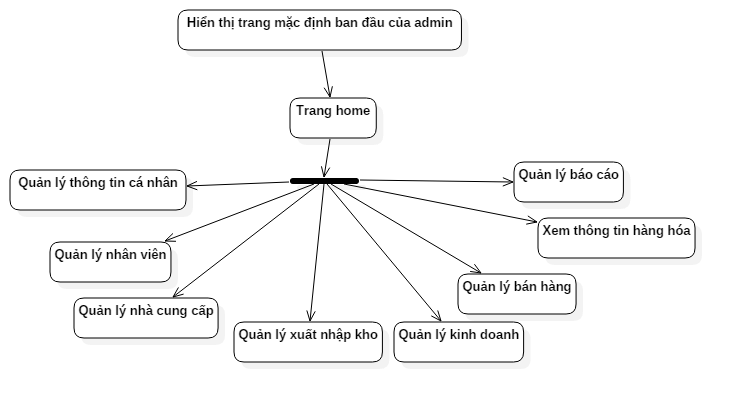 Hiển thị trang mặc định ban đầu của admin
Trang home
Quản lý thông tin cá nhân
Quản lý báo cáo
Xem thông tin hàng hóa
Quản lý nhân viên
Quản lý bán hàng
Quản lý nhà cung cấp
Quản lý xuất nhập kho
Quản lý kinh doanh